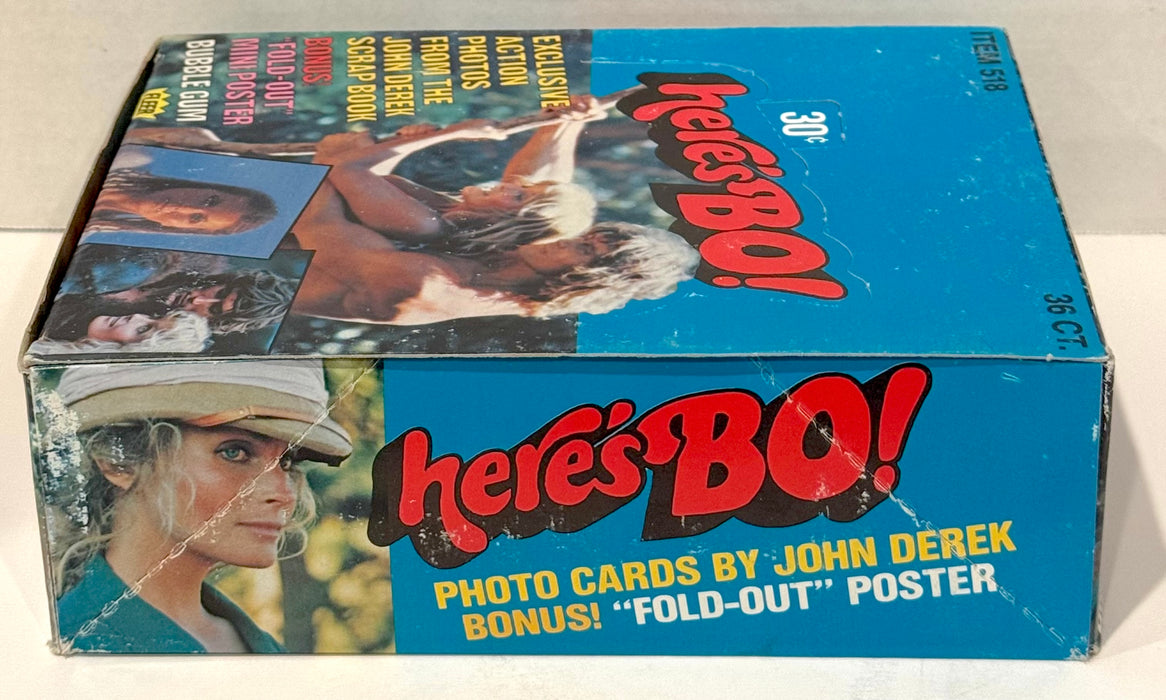 ITEM 518
36 CT.
30¢
here's BO!
EXCLUSIVE
ACTION
PHOTOS
FROM THE
JOHN DEREK
SCRAP BOOK
BONUS
"FOLD-OUT"
MINI POSTER
BUBBLE GUM
FLEER
here's BO!
PHOTO CARDS BY JOHN DEREK
BONUS! “FOLD-OUT” POSTER